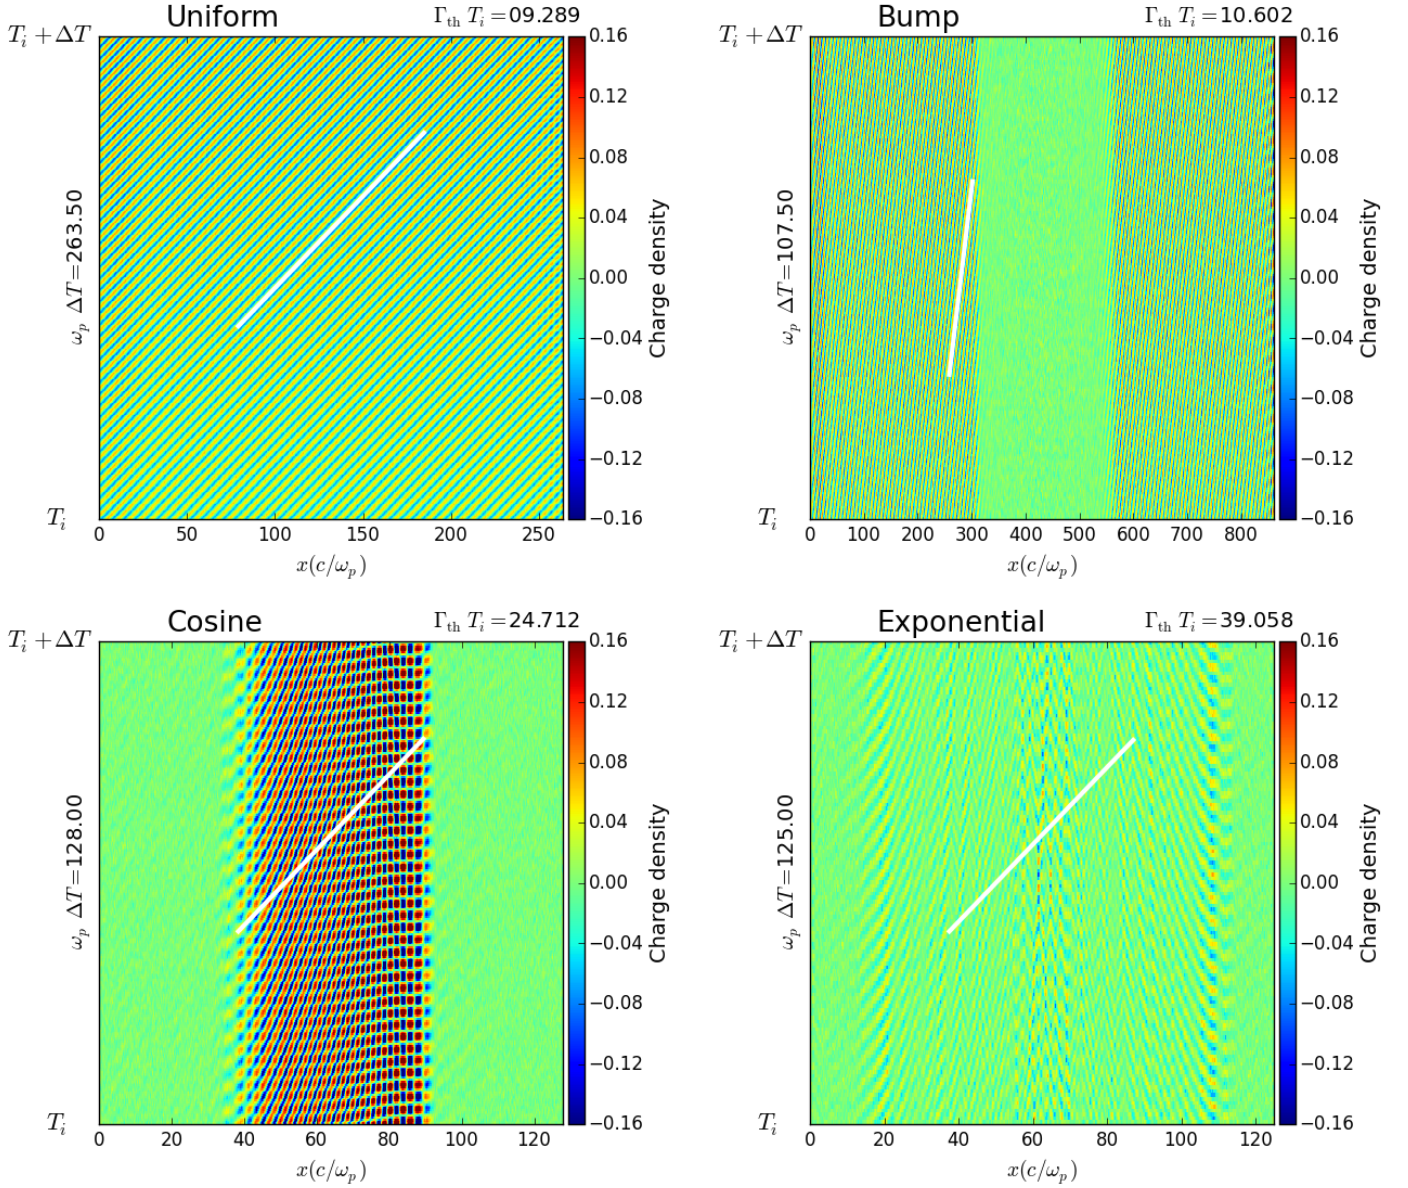 Uniform
Γth Ti = 09.289
Ti + ΔT
ωp ΔT = 263.50
Ti
0 50 100 150 200 250
x(c/ωp)
0.16
0.12
0.08
0.04
0.00
−0.04
−0.08
−0.12
−0.16
Charge density
Bump
Γth Ti = 10.602
Ti + ΔT
ωp ΔT = 107.50
Ti
0 100 200 300 400 500 600 700 800
x(c/ωp)
0.16
0.12
0.08
0.04
0.00
−0.04
−0.08
−0.12
−0.16
Charge density
Cosine
Γth Ti = 24.712
Ti + ΔT
ωp ΔT = 128.00
Ti
0 20 40 60 80 100 120
x(c/ωp)
0.16
0.12
0.08
0.04
0.00
−0.04
−0.08
−0.12
−0.16
Charge density
Exponential
Γth Ti = 39.058
Ti + ΔT
ωp ΔT = 125.00
Ti
0 20 40 60 80 100 120
x(c/ωp)
0.16
0.12
0.08
0.04
0.00
−0.04
−0.08
−0.12
−0.16
Charge density